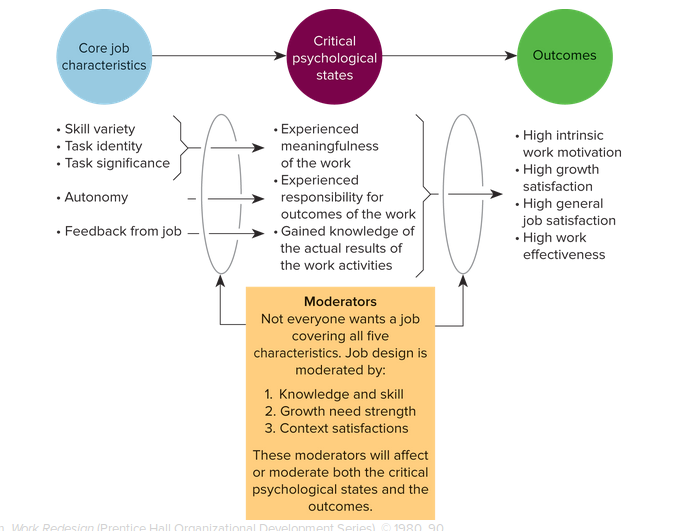 Core job
characteristics
Critical
psychological
states
Outcomes
• Skill variety
• Task identity
• Task significance
• Autonomy
• Feedback from job
• Experienced
meaningfulness
of the work
• Experienced
responsibility for
outcomes of the work
• Gained knowledge of
the actual results of
the work activities
• High intrinsic
work motivation
• High growth
satisfaction
• High general
job satisfaction
• High work
effectiveness
Moderators
Not everyone wants a job
covering all five
characteristics. Job design is
moderated by:
1. Knowledge and skill
2. Growth need strength
3. Context satisfactions
These moderators will affect
or moderate both the critical
psychological states and the
outcomes.
Work Redesign (Prentice Hall Organizational Development Series), © 1980, 90.